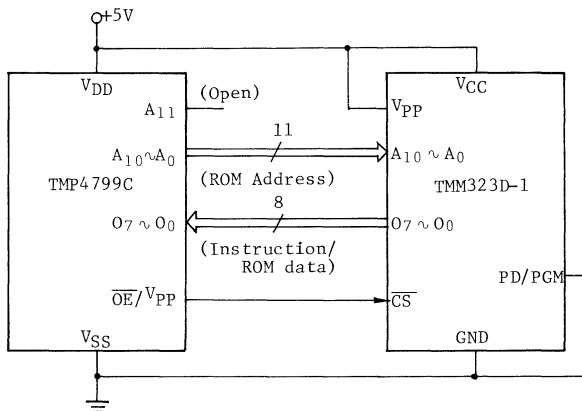 +5V
VDD
A11 (Open)
A10~A0
11
(ROM Address)
TMP4799C
O7~O0
8
(Instruction/
ROM data)
OE/VPP
VSS
VCC
VPP
A10~A0
TMM323D-1
O7~O0
PD/PGM
CS
GND